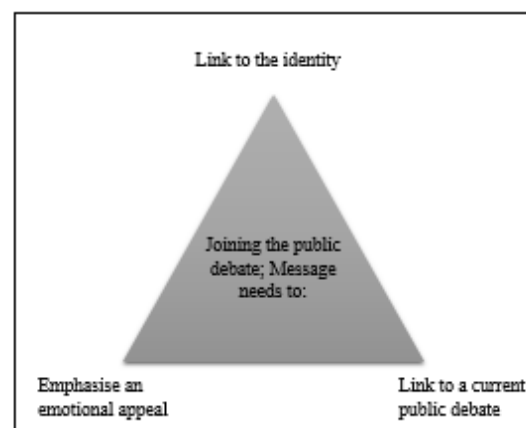 Link to the identity
Joining the public
debate; Message
needs to:
Emphasise an
emotional appeal
Link to a current
public debate